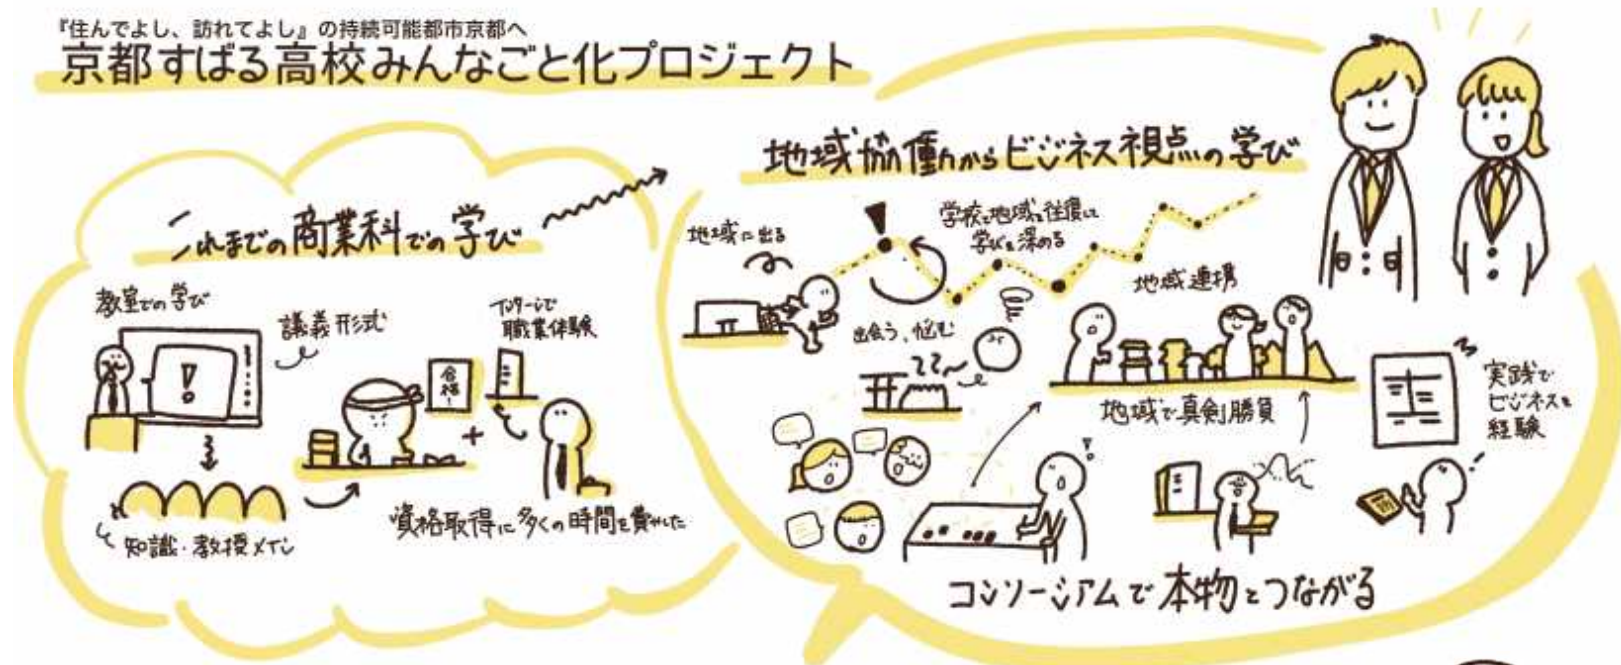 『住んでよし、訪れてよし』の持続可能都市京都へ
京都すばる高校みんなごと化プロジェクト
これまでの商業科での学び
教室での学び
講義形式
インターンで
職業体験
合格!
知識・教授メイン
資格取得に多くの時間を費やした
地域協働からビジネス視点の学び
地域に出る
学校と地域を往復して
学びを深める
地域連携
出会う、悩む
地域で真剣勝負
実践で
ビジネスを
経験
コンソーシアムで本物とつながる